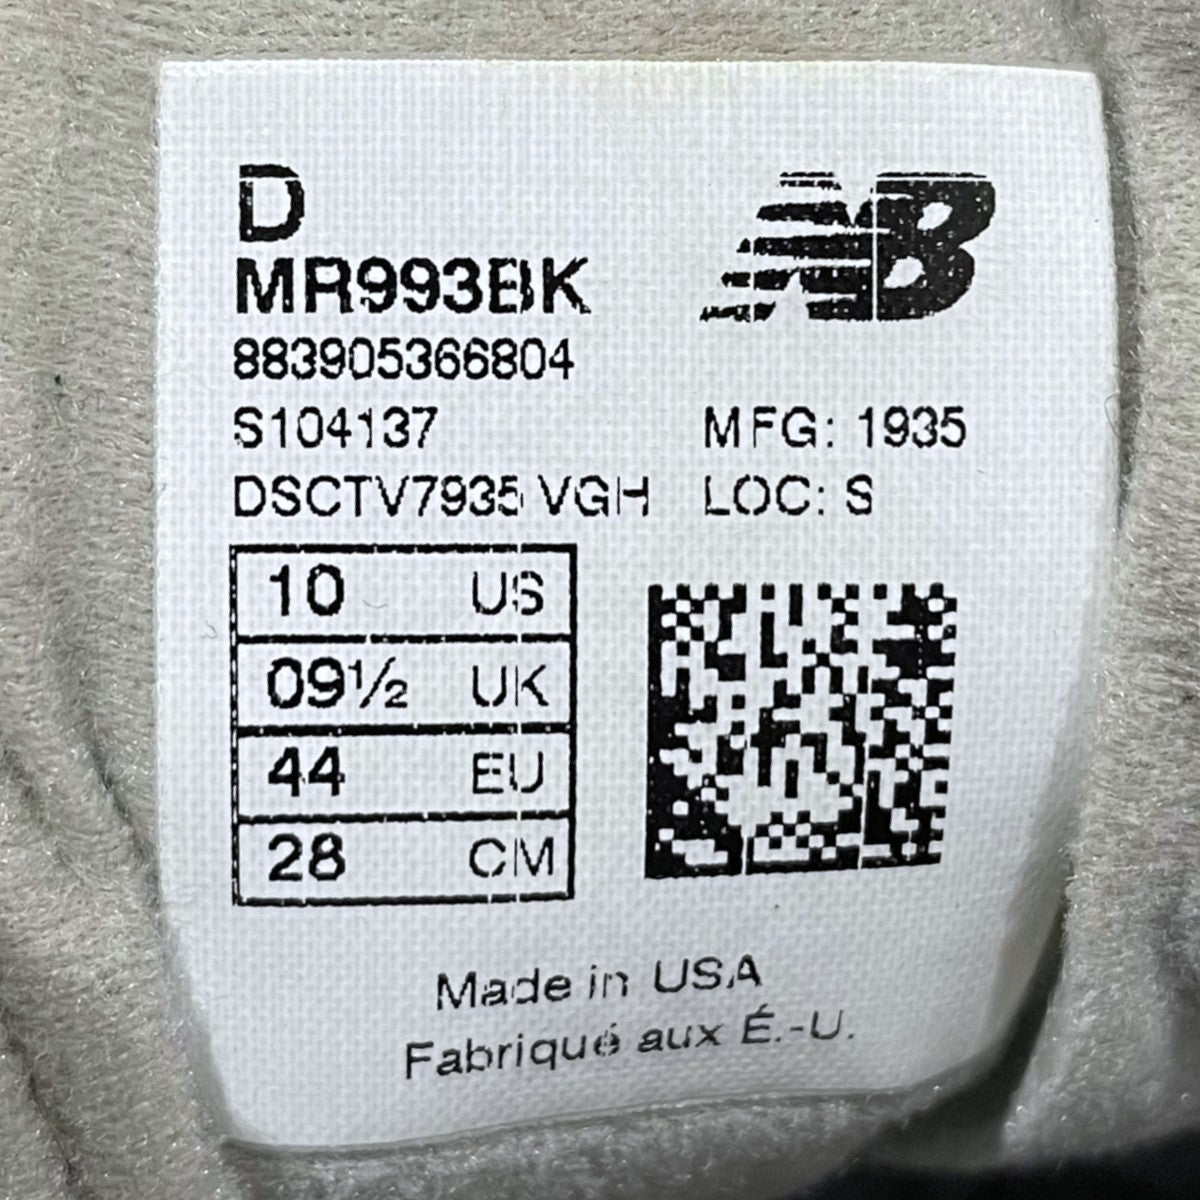 D
NB
MR993BK
883905366804
S104137 MFG: 1935
DSCTV7935 VGH LOC: S
10 US
09½ UK
44 EU
28 CM
Made in USA
Fabriqué aux É.-U.